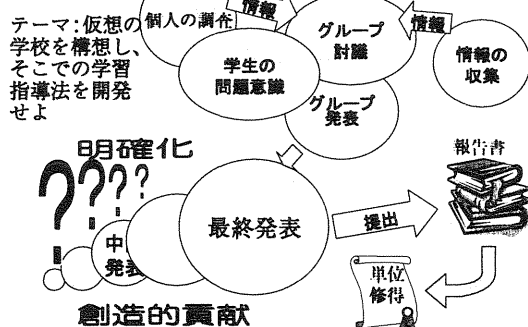 テーマ:仮想の
学校を構想し、
そこでの学習
指導法を開発
せよ
個人の調査
情報
グループ
討議
情報
情報の
収集
学生の
問題意識
グループ
発表
明確化
? ? ? ?
中
発表
最終発表
提出
報告書
単位
修得
創造的貢献